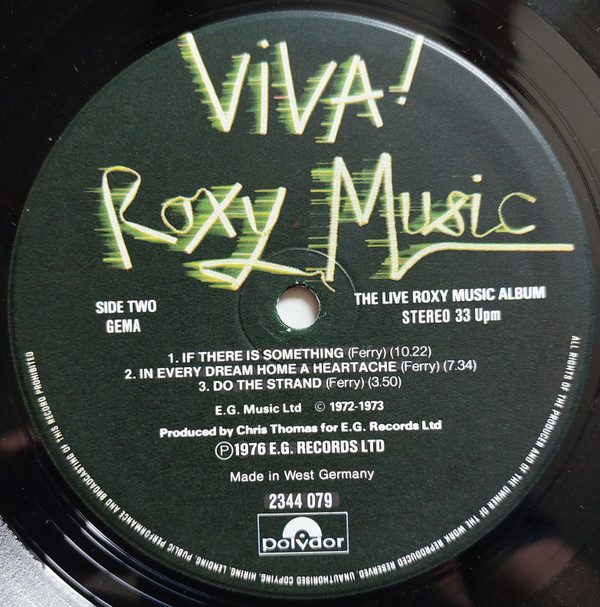 ViVA!
Roxy Music
SIDE TWO
GEMA
THE LIVE ROXY MUSIC ALBUM
STEREO 33 Upm
1. IF THERE IS SOMETHING (Ferry) (10.22)
2. IN EVERY DREAM HOME A HEARTACHE (Ferry) (7.34)
3. DO THE STRAND (Ferry) (3.50)
E.G. Music Ltd © 1972-1973
Produced by Chris Thomas for E.G. Records Ltd
Ⓟ1976 E.G. RECORDS LTD
Made in West Germany
2344 079
polydor
ALL RIGHTS OF THE PRODUCER AND OF THE OWNER OF THE WORK REPRODUCED RESERVED. UNAUTHORISED COPYING, HIRING, LENDING, PUBLIC PERFORMANCE AND BROADCASTING OF THIS RECORD PROHIBITED